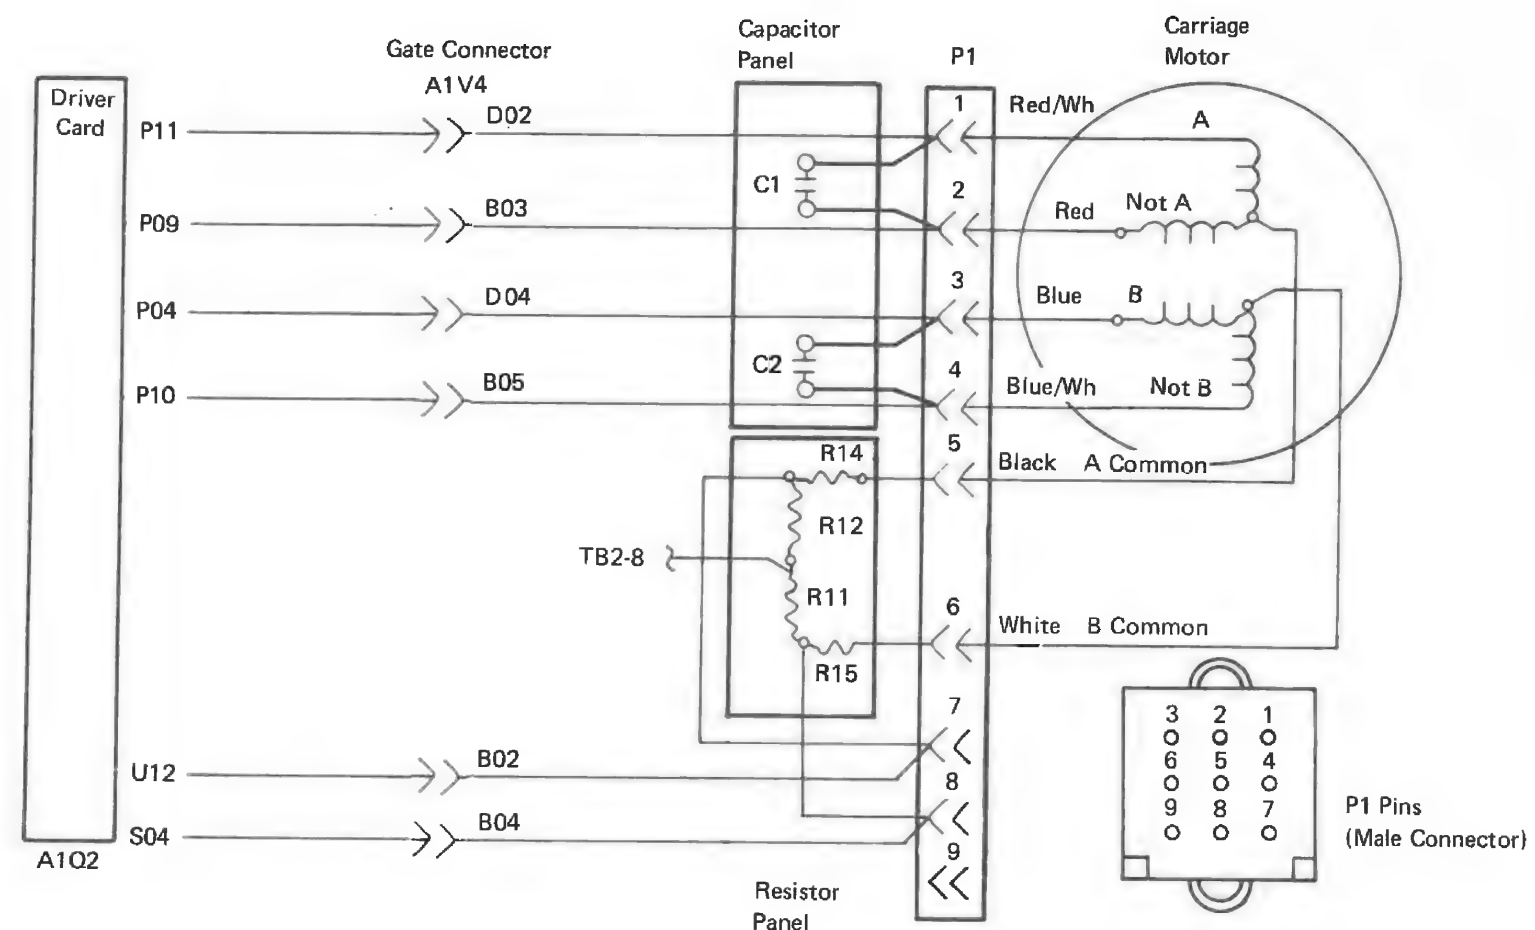 Capacitor
Panel
Carriage
Motor
Gate Connector
A1V4
P1
Driver
Card
P11
D02
1
Red/Wh
A
C1
P09
B03
2
Red
Not A
P04
D04
3
Blue
B
C2
P10
B05
4
Blue/Wh
Not B
R14
5
Black
A Common
R12
TB2-8
R11
6
White
B Common
R15
7
U12
B02
8
S04
B04
9
A1Q2
Resistor
Panel
3 2 1
6 5 4
9 8 7
P1 Pins
(Male Connector)